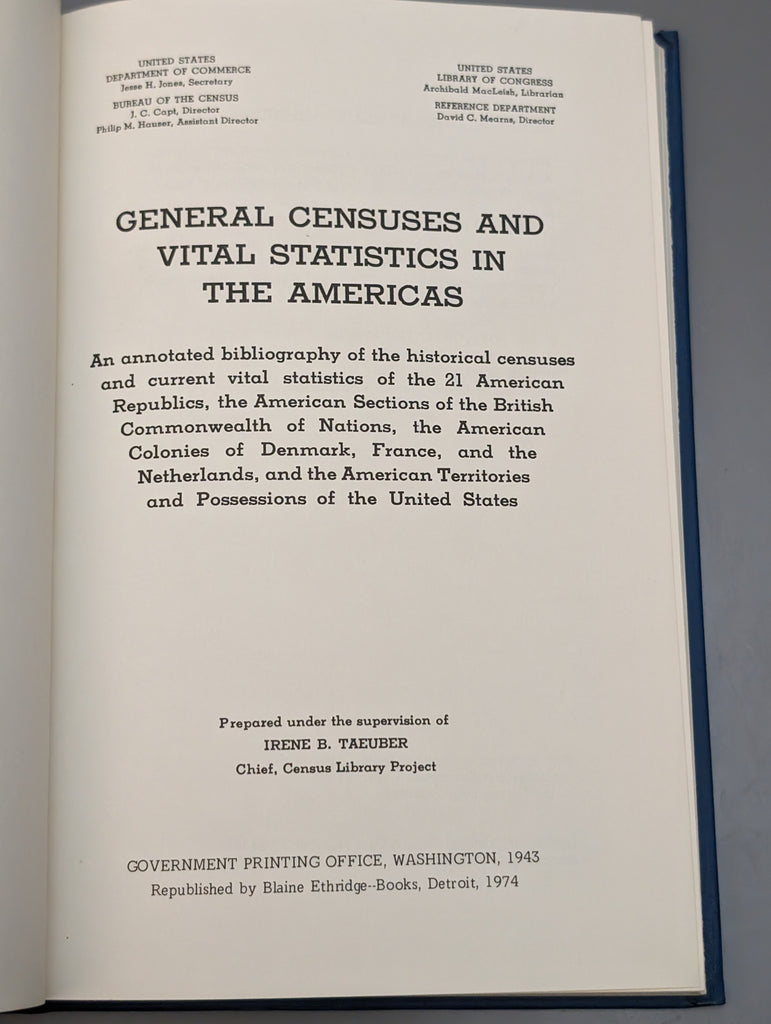 UNITED STATES
DEPARTMENT OF COMMERCE
Jesse H. Jones, Secretary
BUREAU OF THE CENSUS
J. C. Capt, Director
Philip M. Hauser, Assistant Director
UNITED STATES
LIBRARY OF CONGRESS
Archibald MacLeish, Librarian
REFERENCE DEPARTMENT
David C. Mearns, Director
GENERAL CENSUSES AND
VITAL STATISTICS IN
THE AMERICAS
An annotated bibliography of the historical censuses
and current vital statistics of the 21 American
Republics, the American Sections of the British
Commonwealth of Nations, the American
Colonies of Denmark, France, and the
Netherlands, and the American Territories
and Possessions of the United States
Prepared under the supervision of
IRENE B. TAEUBER
Chief, Census Library Project
GOVERNMENT PRINTING OFFICE, WASHINGTON, 1943
Republished by Blaine Ethridge--Books, Detroit, 1974